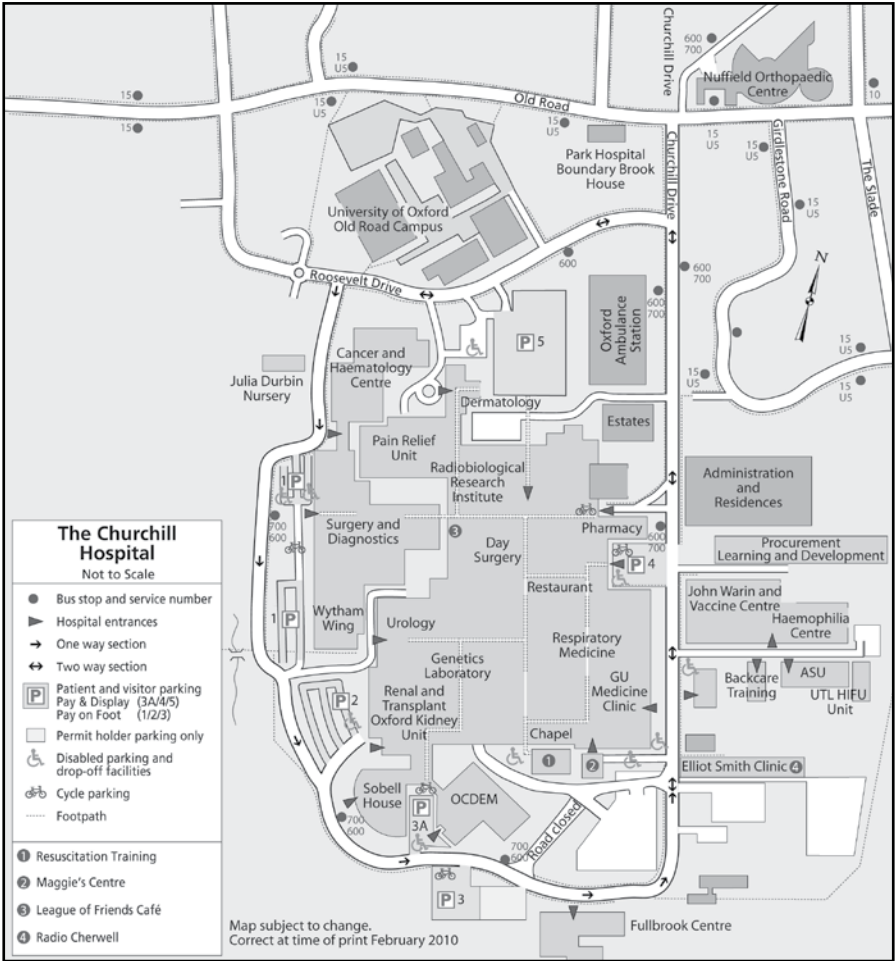 Churchill Drive
600
700
Nuffield Orthopaedic
Centre
15
U5
15
15
15
U5
Old Road
15
U5
15
U5
10
Park Hospital
Boundary Brook
House
Churchill Drive
Girdlestone Road
15
U5
The Slade
15
U5
University of Oxford
Old Road Campus
600
600
700
N
Roosevelt Drive
600
700
Oxford
Ambulance
Station
P 5
Cancer and
Haematology
Centre
Julia Durbin
Nursery
15
U5
15
U5
15
U5
Dermatology
Estates
Pain Relief
Unit
Radiobiological
Research
Institute
1 P
Administration
and
Residences
700
600
Surgery and
Diagnostics
3
Day
Surgery
Pharmacy
600
700
P 4
Procurement
Learning and Development
Restaurant
John Warin and
Vaccine Centre
Haemophilia
Centre
1 P
Wytham
Wing
Urology
Respiratory
Medicine
Genetics
Laboratory
Renal and
Transplant
Oxford Kidney
Unit
GU
Medicine
Clinic
Backcare
Training
ASU
UTL HIFU
Unit
P 2
Chapel
1
2
Elliot Smith Clinic 4
Sobell
House
P
3A
OCDEM
700
600
700
600
Road closed
P 3
Fullbrook Centre
The Churchill
Hospital
Not to Scale
Bus stop and service number
Hospital entrances
One way section
Two way section
P Patient and visitor parking
Pay & Display (3A/4/5)
Pay on Foot (1/2/3)
Permit holder parking only
Disabled parking and
drop-off facilities
Cycle parking
Footpath
1 Resuscitation Training
2 Maggie's Centre
3 League of Friends Café
4 Radio Cherwell
Map subject to change.
Correct at time of print February 2010